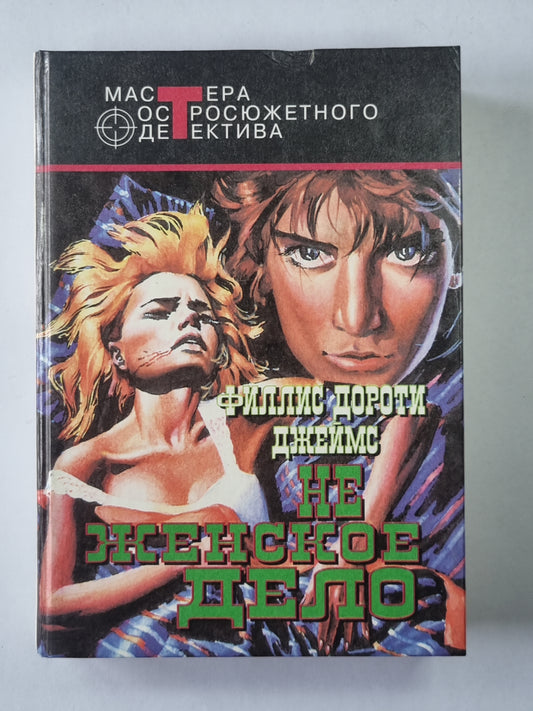 МАСТЕРА
ОСТРОСЮЖЕТНОГО
ДЕТЕКТИВА
ФИЛЛИС ДОРОТИ
ДЖЕЙМС
НЕ
ЖЕНСКОЕ
ДЕЛО